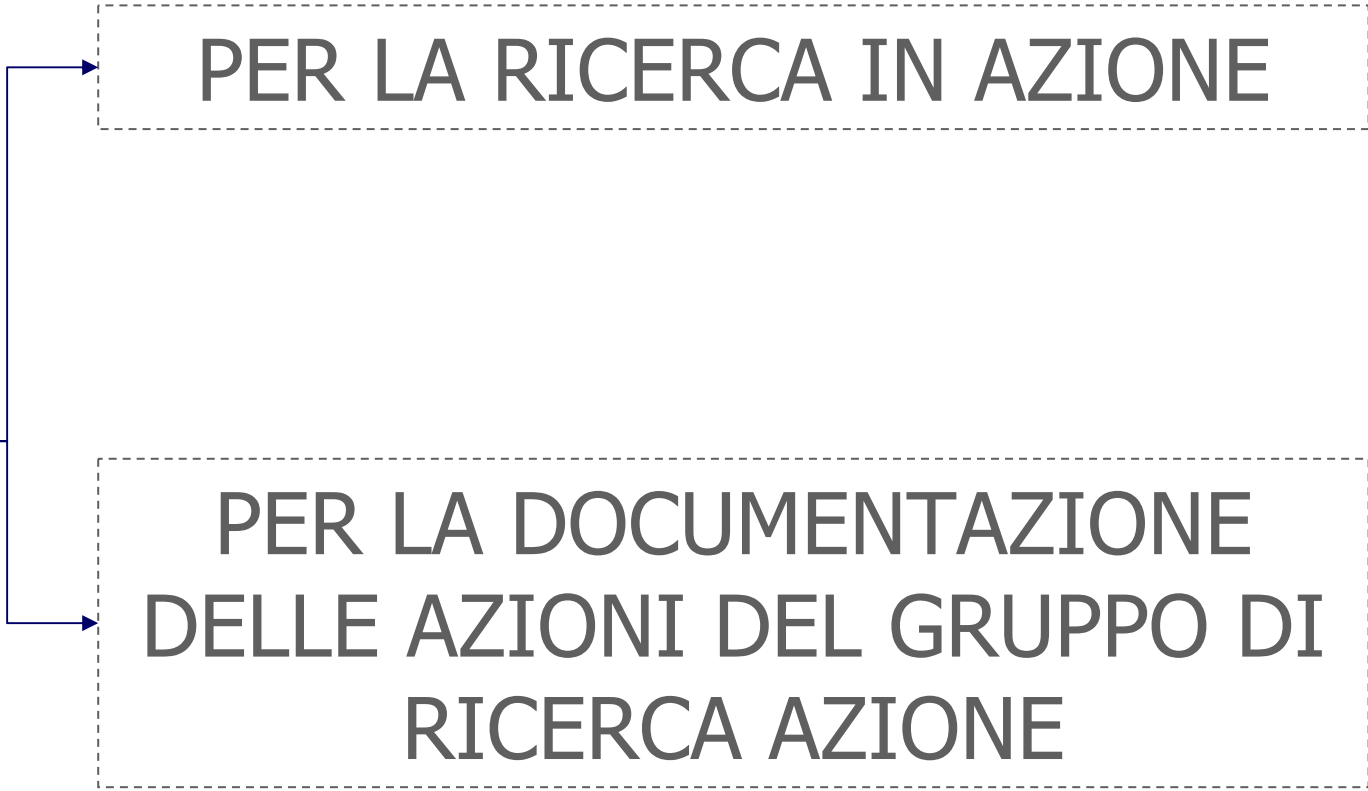 PER LA RICERCA IN AZIONE
PER LA DOCUMENTAZIONE
DELLE AZIONI DEL GRUPPO DI
RICERCA AZIONE